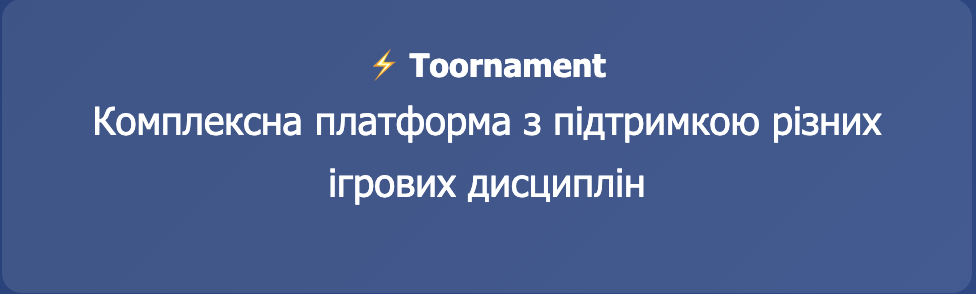 ⚡ Toornament
Комплексна платформа з підтримкою різних
ігрових дисциплін